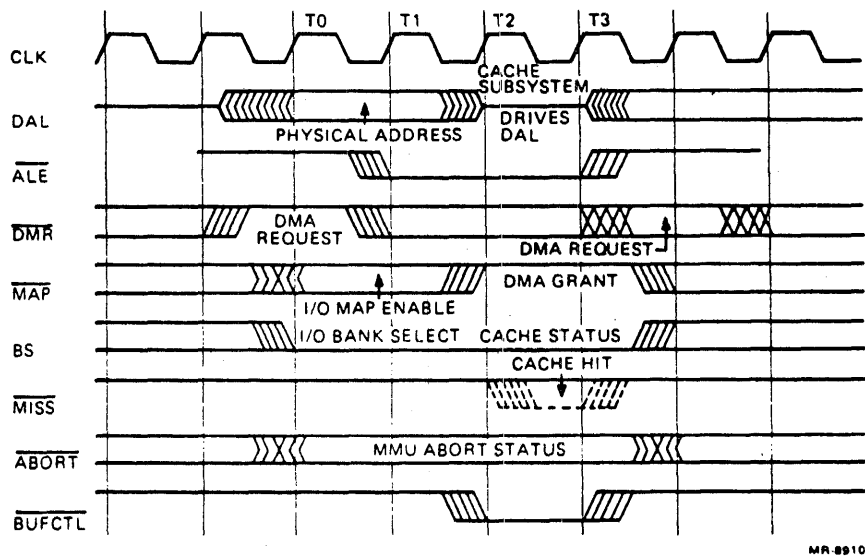 T0 T1 T2 T3
CLK
CACHE
SUBSYSTEM
DAL
PHYSICAL ADDRESS
DRIVES
DAL
ALE
DMR
DMA
REQUEST
DMA REQUEST
MAP
DMA GRANT
I/O MAP ENABLE
BS
I/O BANK SELECT
CACHE STATUS
CACHE HIT
MISS
ABORT
MMU ABORT STATUS
BUFCTL
MR-8910